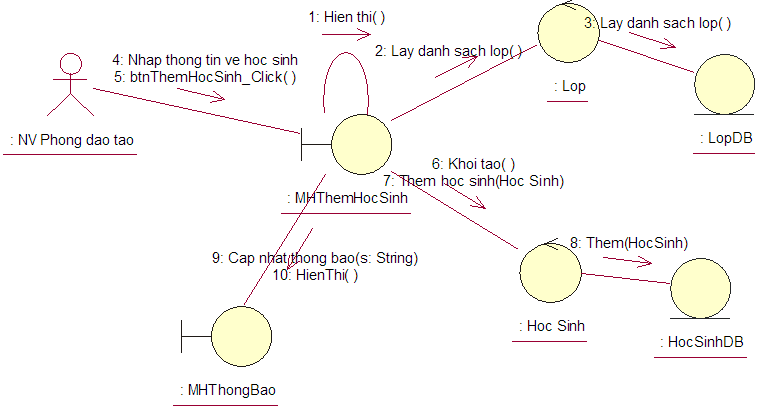 1: Hien thi( )
2: Lay danh sach lop( )
3: Lay danh sach lop( )
: Lop
: LopDB
4: Nhap thong tin ve hoc sinh
5: btnThemHocSinh_Click( )
: NV Phong dao tao
: MHThemHocSinh
6: Khoi tao( )
7: Them hoc sinh(Hoc Sinh)
8: Them(HocSinh)
: Hoc Sinh
: HocSinhDB
9: Cap nhat thong bao(s: String)
10: HienThi( )
: MHThongBao